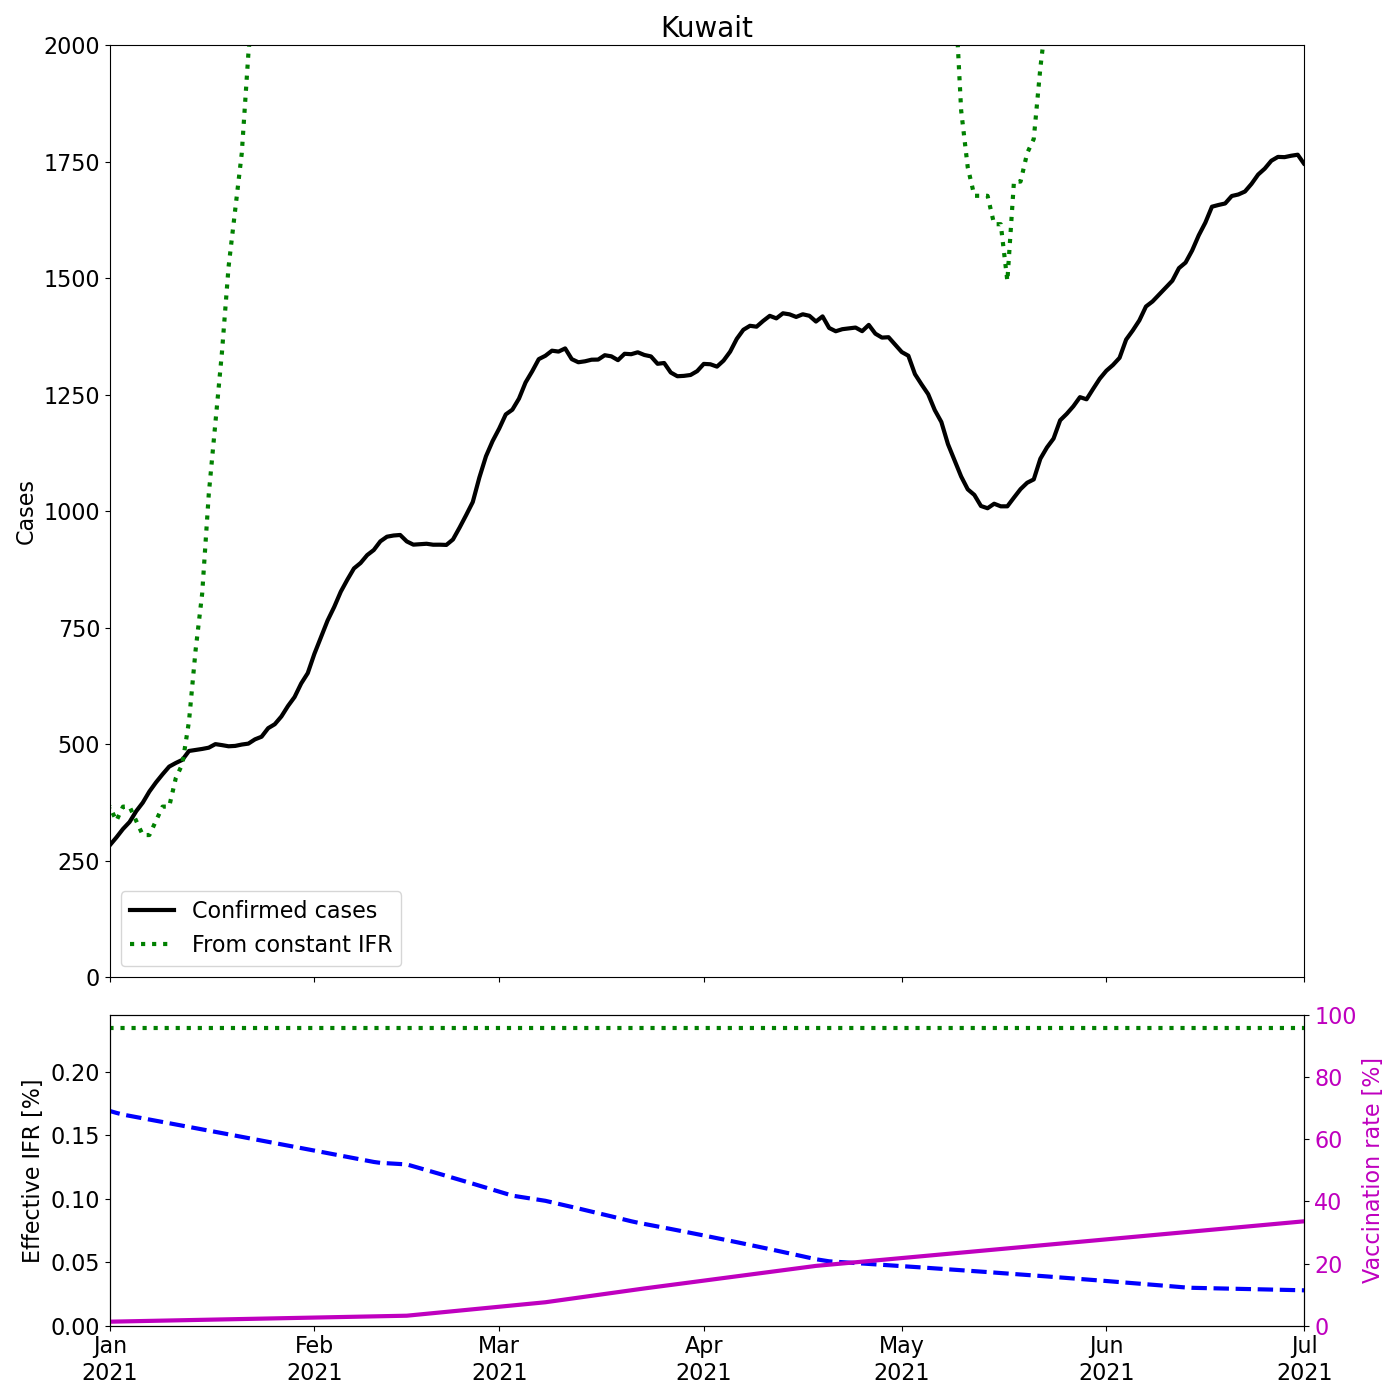 Kuwait
2000
1750
1500
1250
1000
750
500
250
0
Cases
Confirmed cases
From constant IFR
0.20
0.15
0.10
0.05
0.00
Effective IFR [%]
100
80
60
40
20
0
Vaccination rate [%]
Jan
2021
Feb
2021
Mar
2021
Apr
2021
May
2021
Jun
2021
Jul
2021